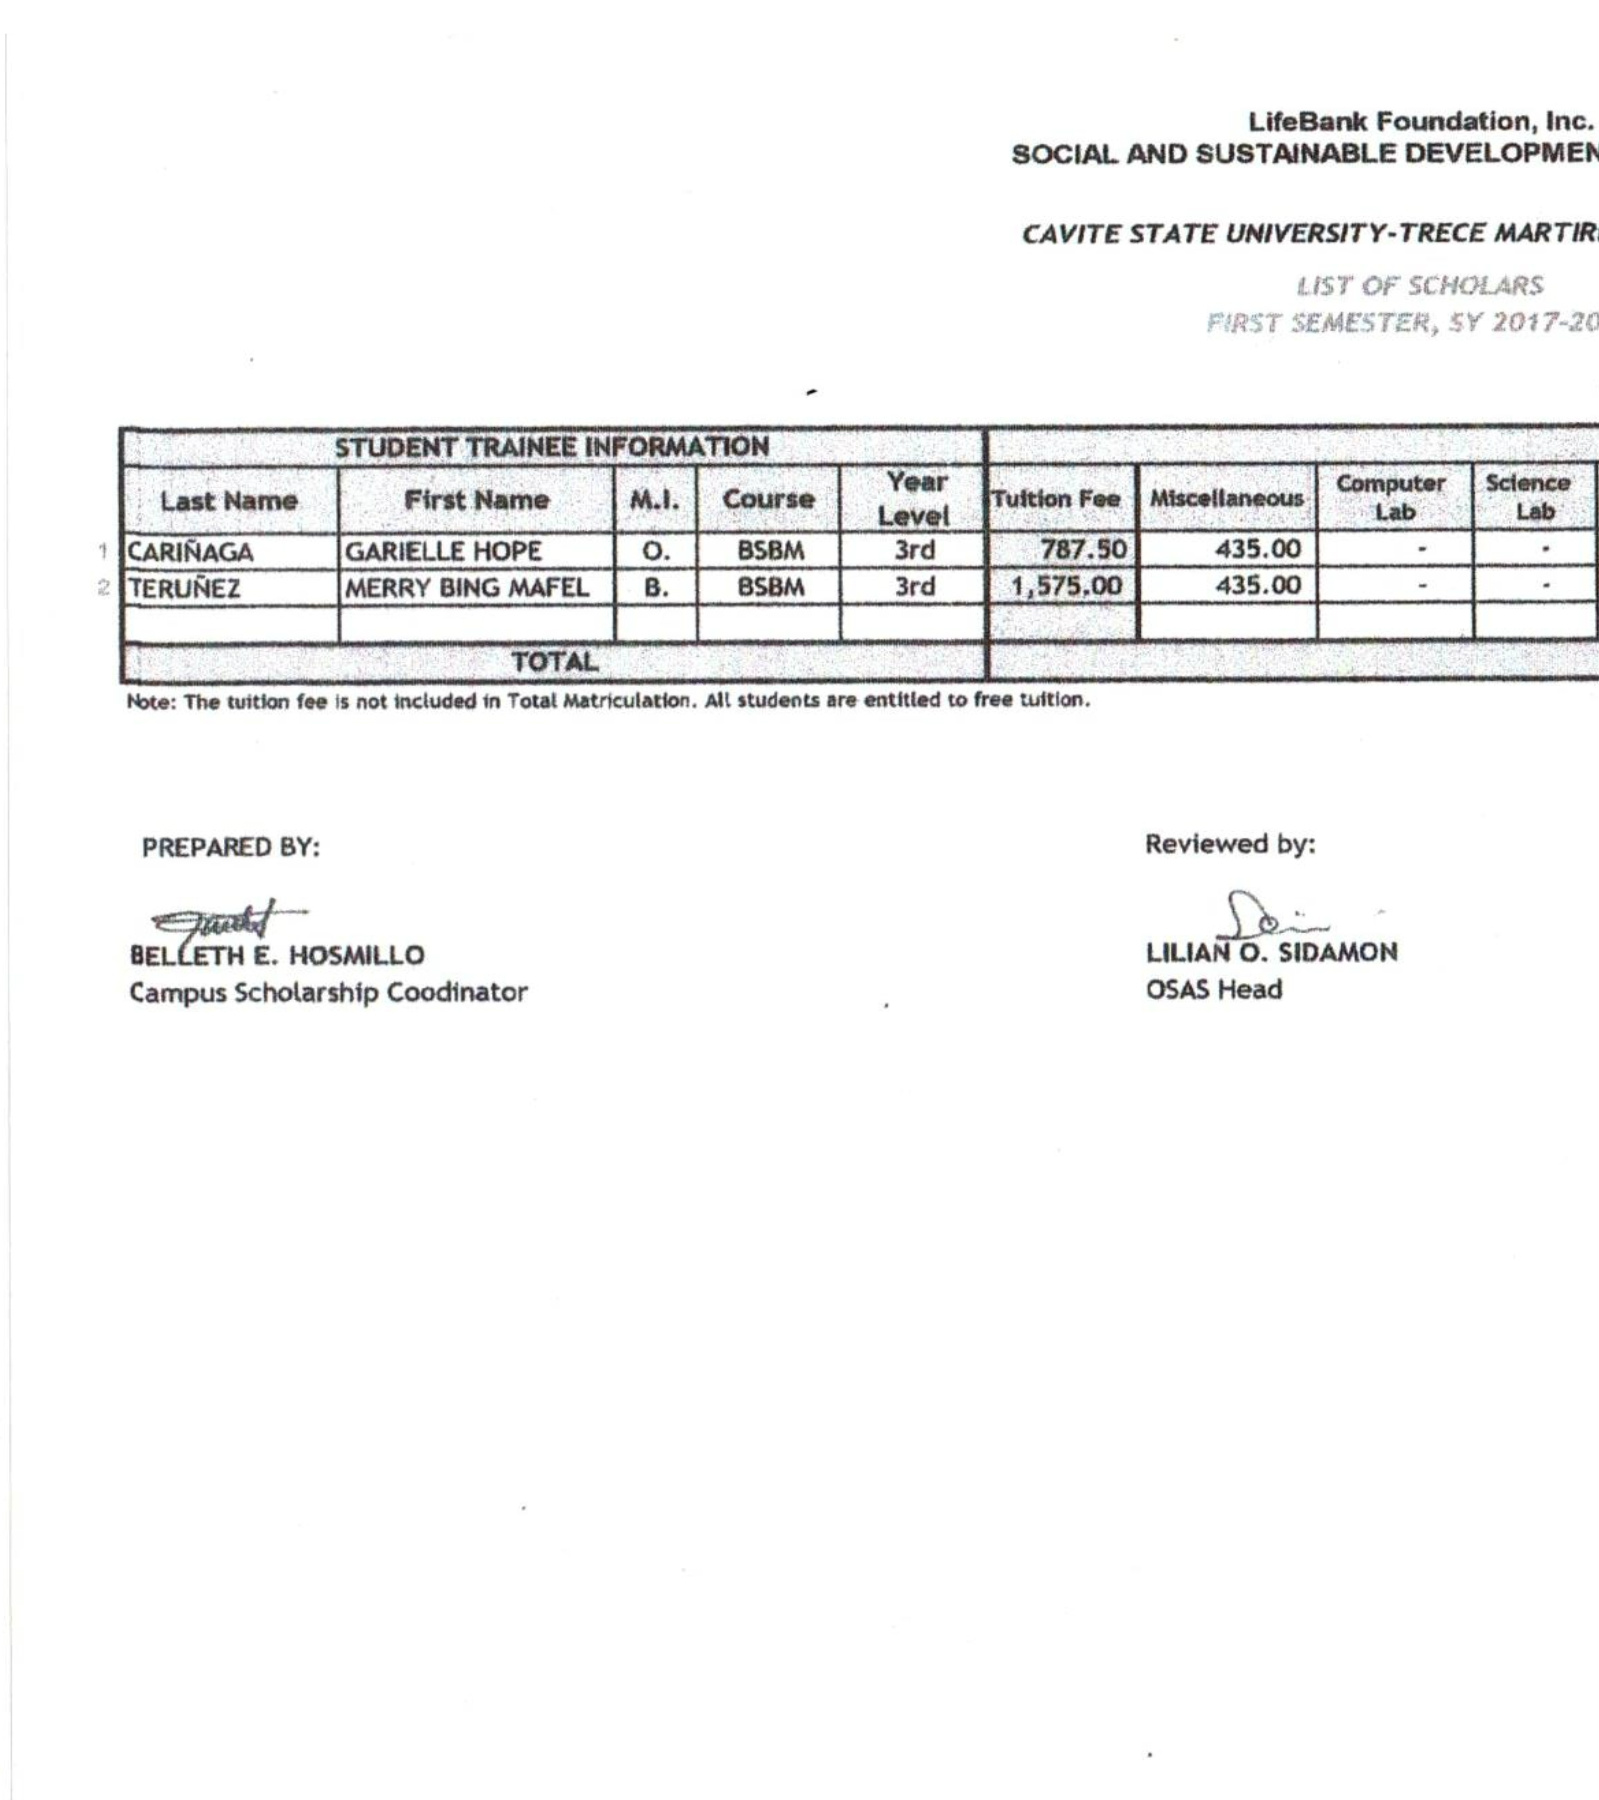 LifeBank Foundation, Inc.
SOCIAL AND SUSTAINABLE DEVELOPMEN
CAVITE STATE UNIVERSITY-TRECE MARTIR
LIST OF SCHOLARS
FIRST SEMESTER, SY 2017-20
STUDENT TRAINEE INFORMATION
Last Name First Name M.I. Course Year Level Tuition Fee Miscellaneous Computer Lab Science Lab
1 CARIÑAGA GARIELLE HOPE O. BSBM 3rd 787.50 435.00 - -
2 TERUÑEZ MERRY BING MAFEL B. BSBM 3rd 1,575.00 435.00 - -
TOTAL
Note: The tuition fee is not included in Total Matriculation. All students are entitled to free tuition.
PREPARED BY: Reviewed by:
BELLETH E. HOSMILLO LILIAN O. SIDAMON
Campus Scholarship Coodinator OSAS Head